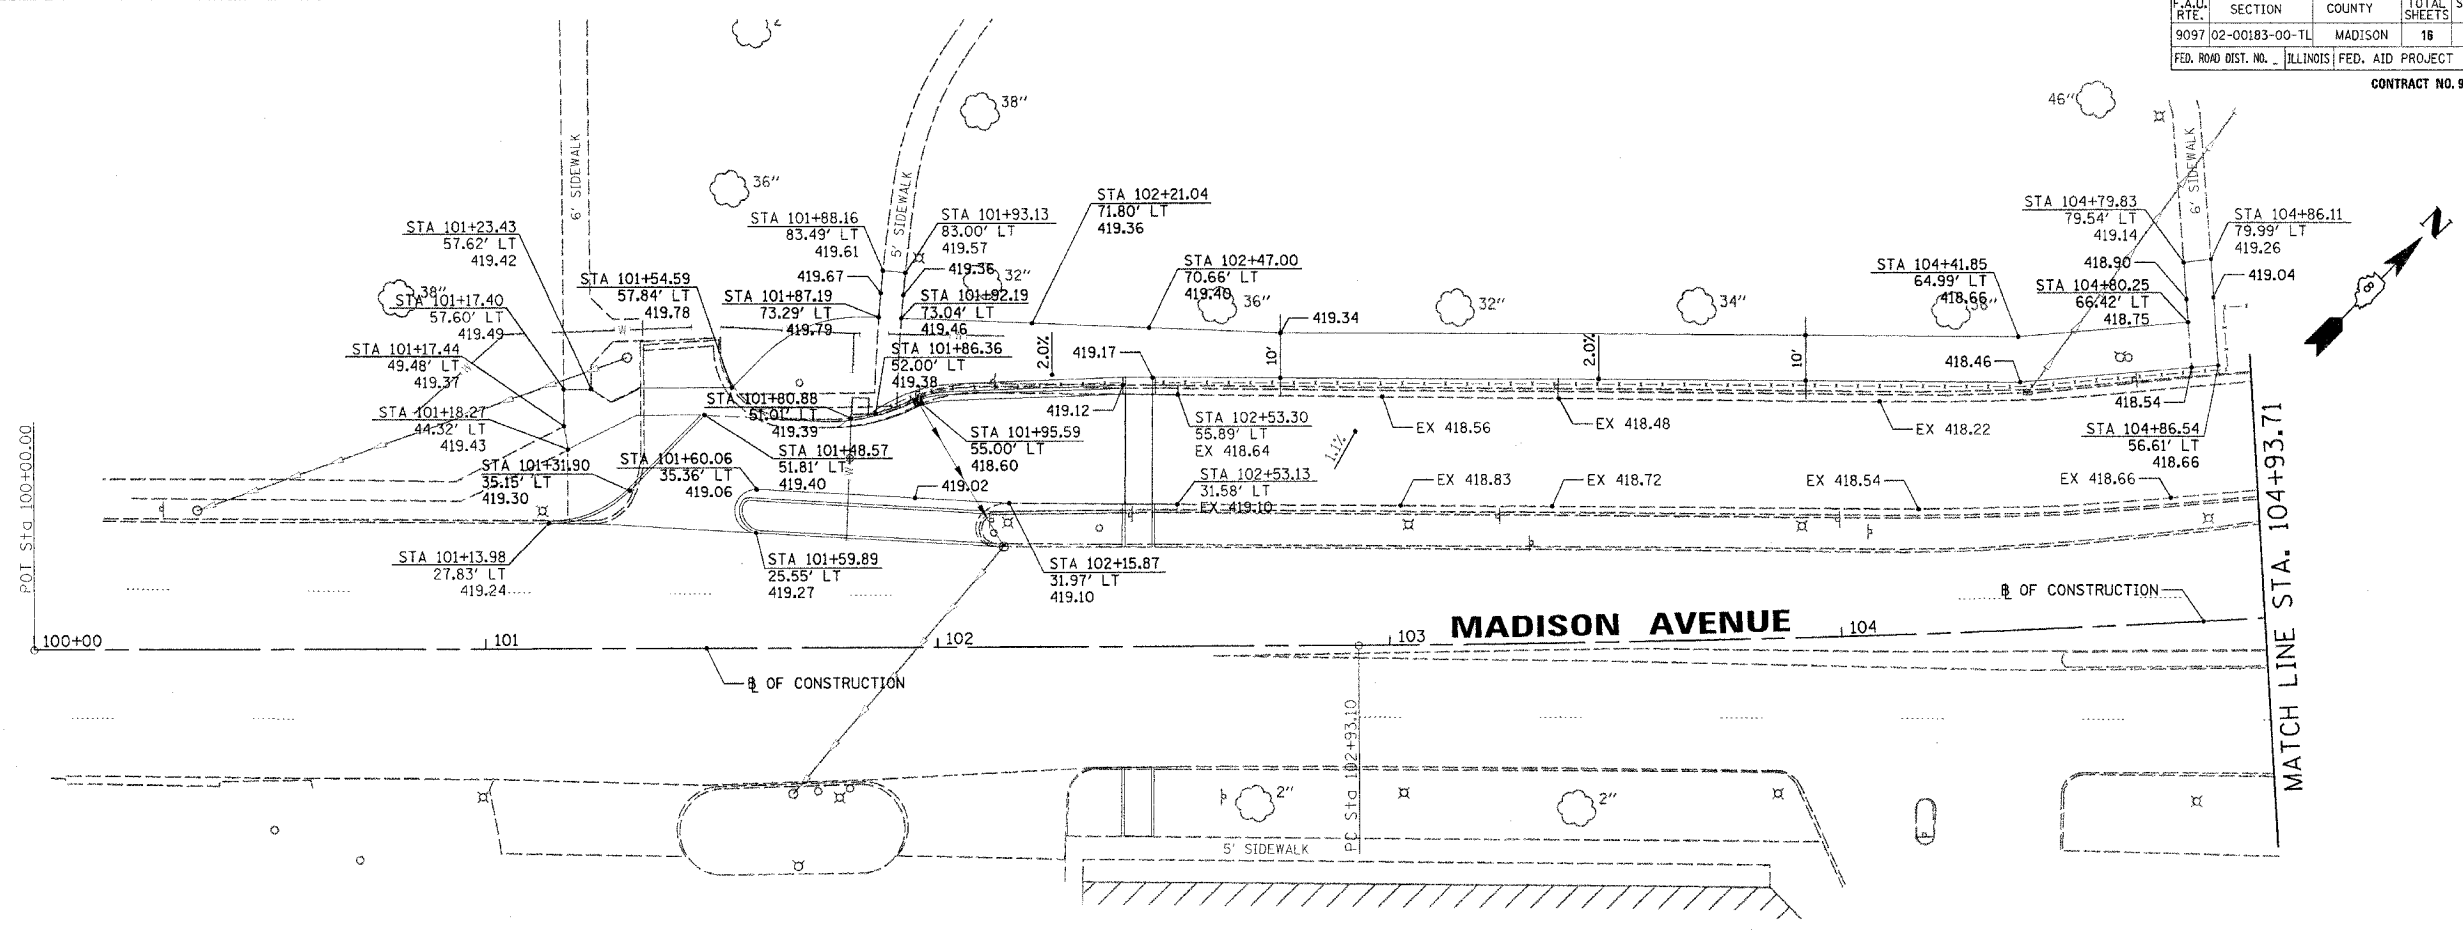 F.A.U. RTE. SECTION COUNTY TOTAL SHEETS
9097 02-00183-00-TL MADISON 16
FED. ROAD DIST. NO. _ ILLINOIS FED. AID PROJECT
CONTRACT NO. 9
38"
46"
6' SIDEWALK
36"
5' SIDEWALK
6' SIDEWALK
N
STA 101+23.43
57.62' LT
419.42
STA 101+88.16
83.49' LT
419.61
STA 101+93.13
83.00' LT
419.57
STA 102+21.04
71.80' LT
419.36
STA 104+79.83
79.54' LT
419.14
STA 104+86.11
79.99' LT
419.26
38"
STA 101+17.40
57.60' LT
419.49
STA 101+54.59
57.84' LT
419.78
419.67
419.36
32"
STA 101+87.19
73.29' LT
419.79
STA 101+92.19
73.04' LT
419.46
STA 102+47.00
70.66' LT
419.40
36"
419.34
32"
34"
STA 104+41.85
64.99' LT
418.66
38"
418.90
419.04
STA 104+80.25
66.42' LT
418.75
W
STA 101+17.44
49.48' LT
419.37
STA 101+86.36
52.00' LT
419.38
2.0%
419.17
10'
2.0%
10'
418.46
STA 101+18.27
44.32' LT
419.43
STA 101+80.88
51.01' LT
419.39
419.12
STA 102+53.30
55.89' LT
EX 418.64
EX 418.56
EX 418.48
EX 418.22
418.54
STA 104+86.54
56.61' LT
418.66
STA 101+31.90
35.15' LT
419.30
STA 101+60.06
35.36' LT
419.06
STA 101+48.57
51.81' LT
419.40
STA 101+95.59
55.00' LT
418.60
419.02
STA 102+53.13
31.58' LT
EX 419.10
1.1%
EX 418.83
EX 418.72
EX 418.54
EX 418.66
STA 101+13.98
27.83' LT
419.24
STA 101+59.89
25.55' LT
419.27
STA 102+15.87
31.97' LT
419.10
POT Sta 100+00.00
100+00
101
102
103
MADISON AVENUE
104
℄ OF CONSTRUCTION
℄ OF CONSTRUCTION
MATCH LINE STA. 104+93.71
PC Sta 102+93.10
2"
2"
5' SIDEWALK